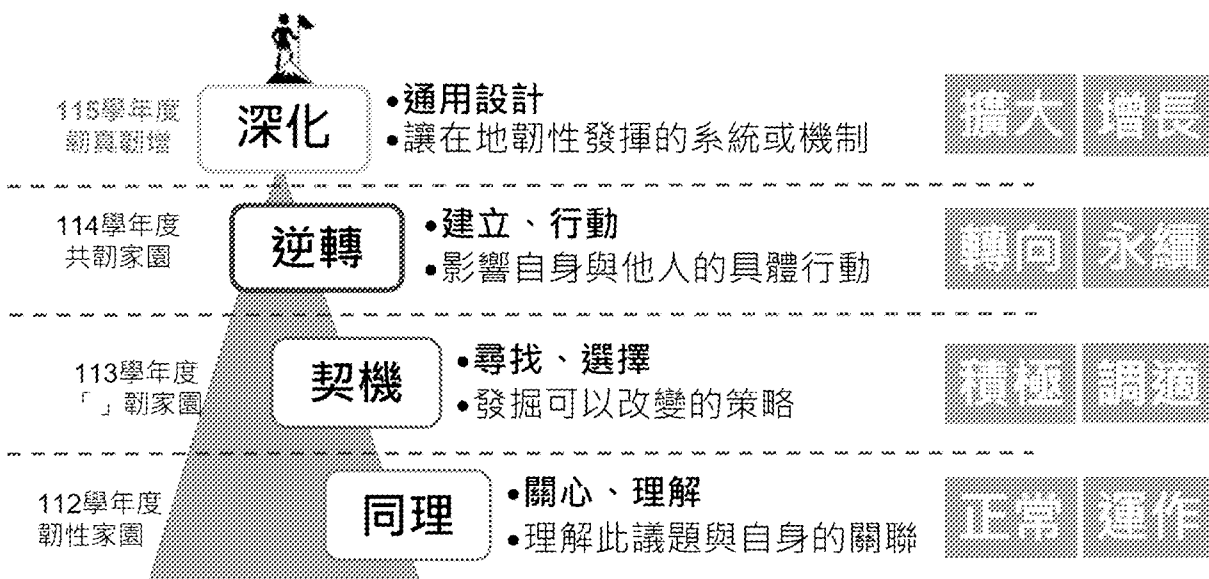 115學年度
韌真韌增
深化
•通用設計
•讓在地韌性發揮的系統或機制
擴大 增長
114學年度
共韌家園
逆轉
•建立、行動
•影響自身與他人的具體行動
轉向 永續
113學年度
「 」韌家園
契機
•尋找、選擇
•發掘可以改變的策略
積極 調適
112學年度
韌性家園
同理
•關心、理解
•理解此議題與自身的關聯
正常 運作